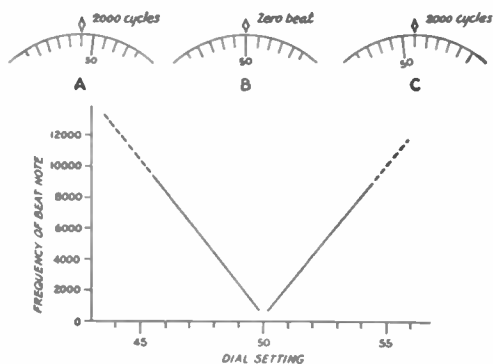 2000 cycles
Zero beat
2000 cycles
50
50
50
A
B
C
FREQUENCY OF BEAT NOTE
12000
10000
8000
6000
4000
2000
0
45
50
55
DIAL SETTING